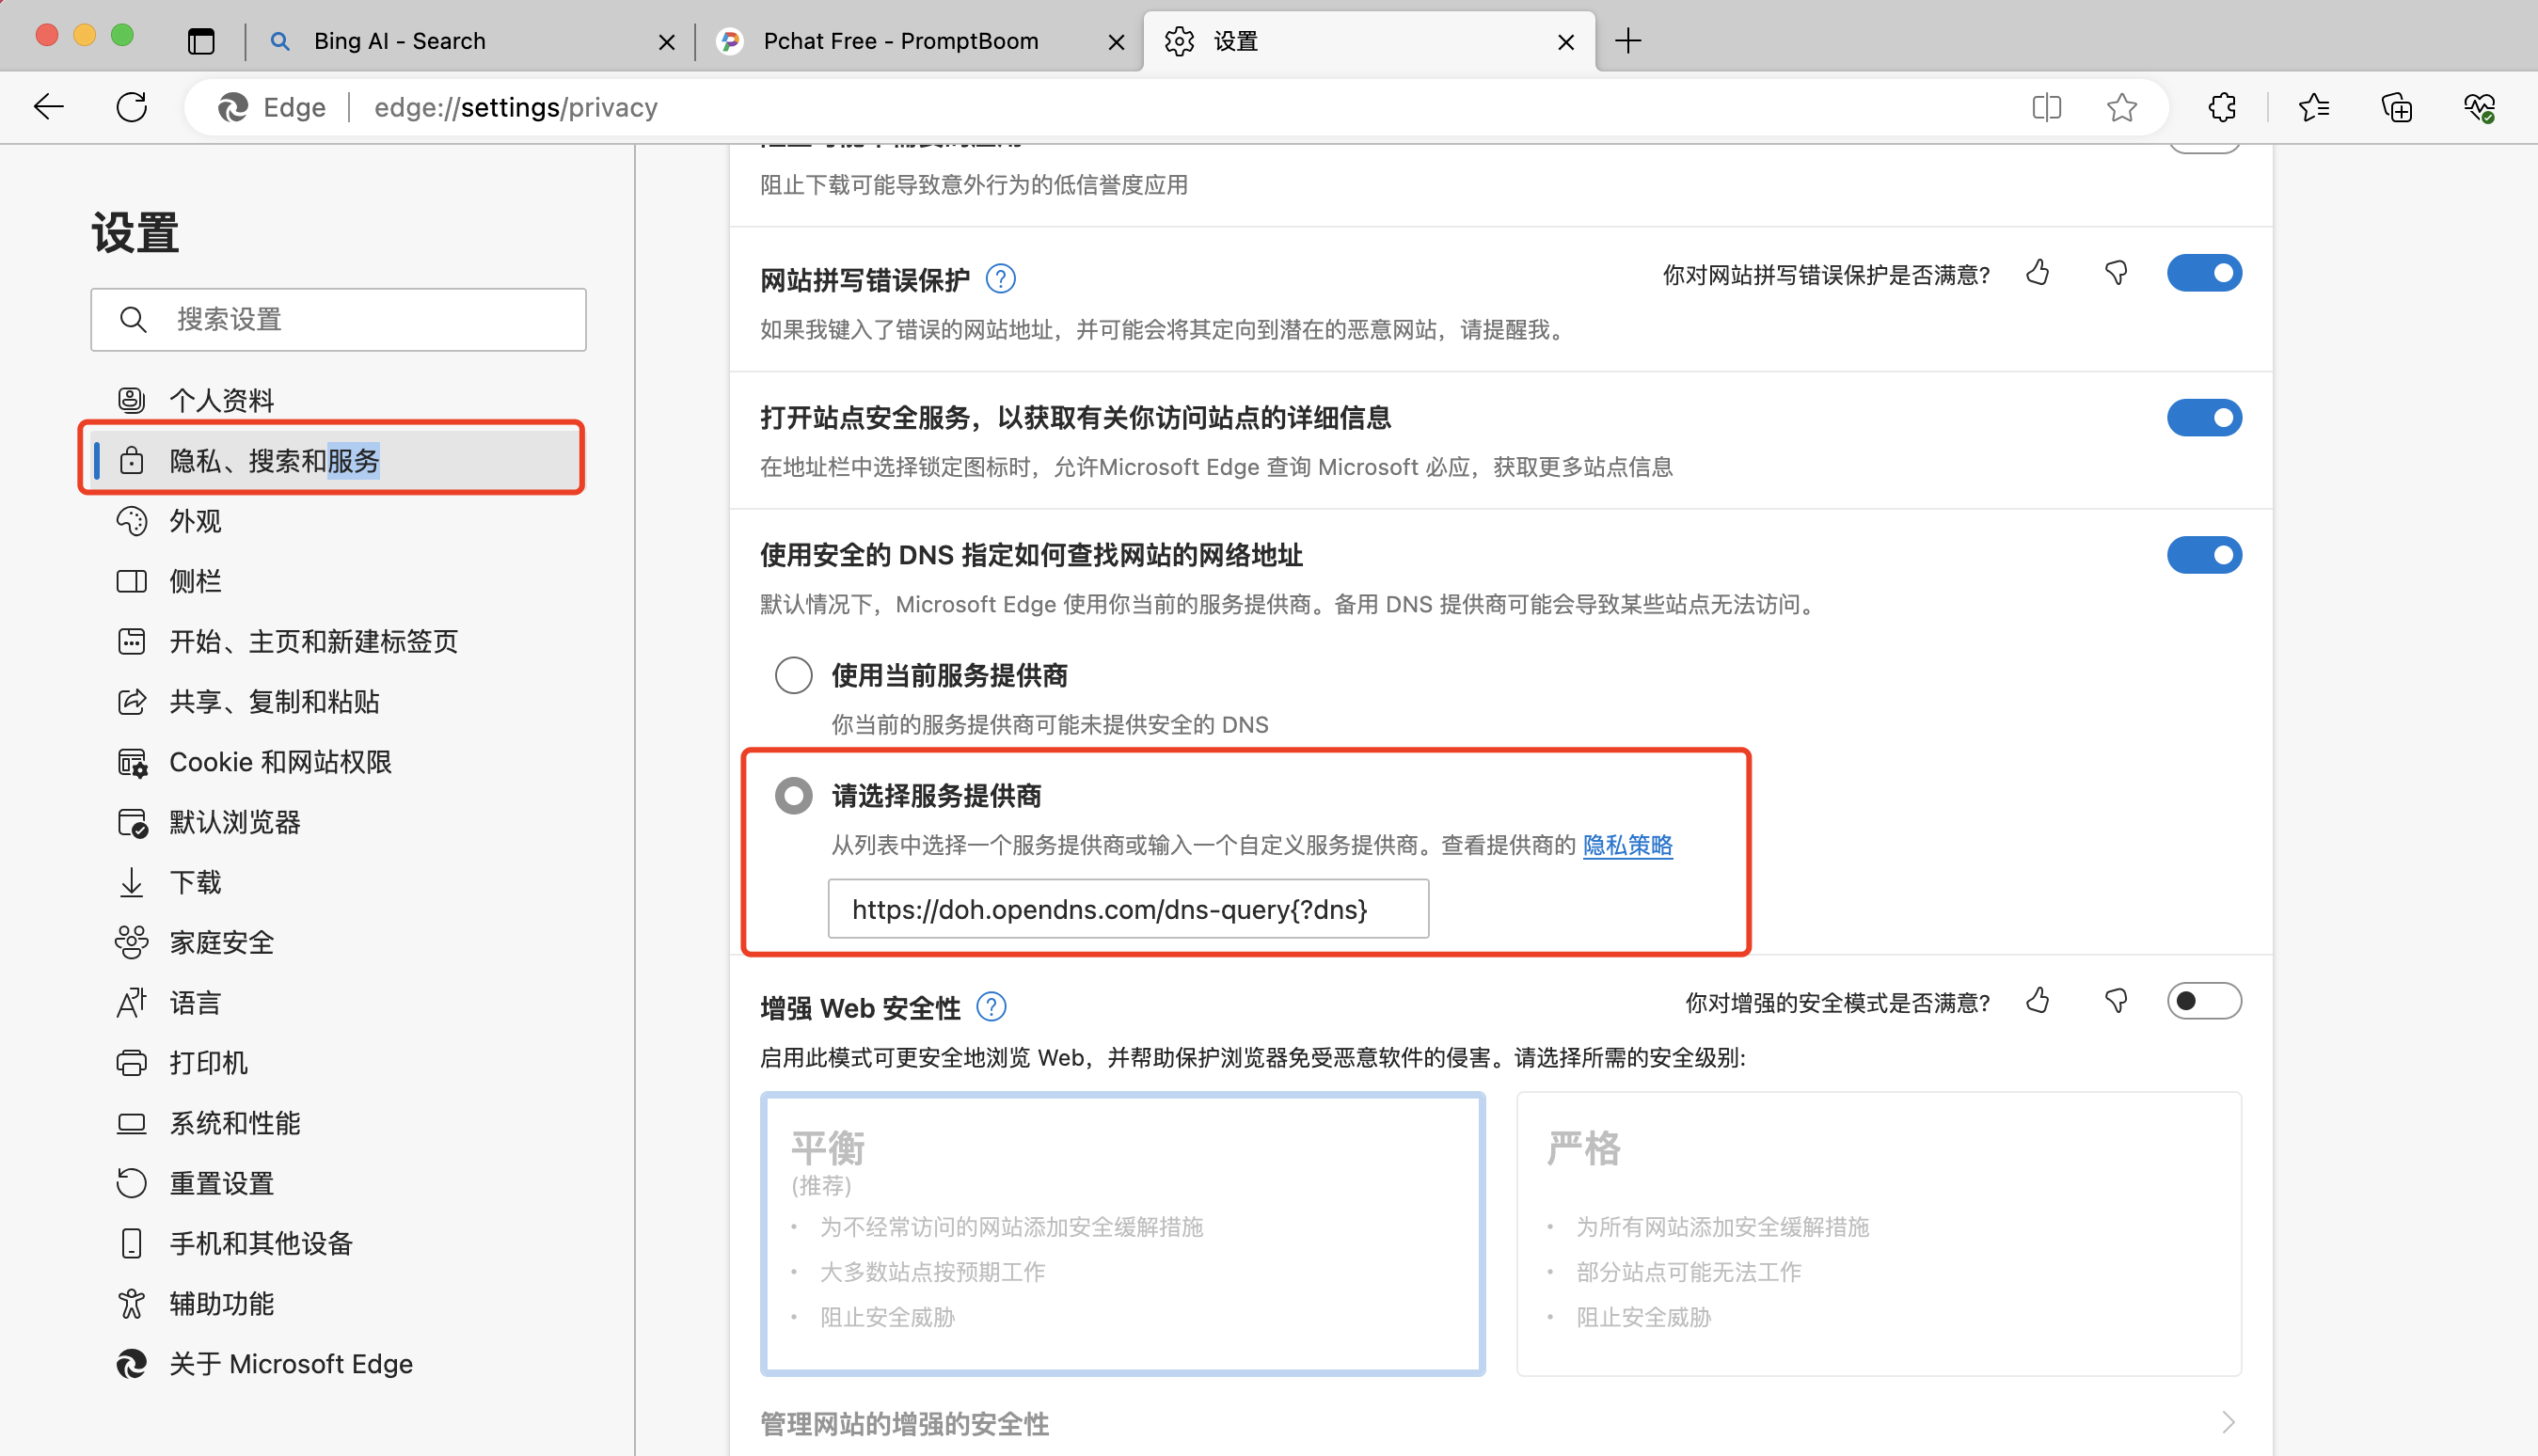 Bing AI - Search
Pchat Free - PromptBoom
设置
Edge
edge://settings/privacy
设置
搜索设置
个人资料
隐私、搜索和服务
外观
侧栏
开始、主页和新建标签页
共享、复制和粘贴
Cookie 和网站权限
默认浏览器
下载
家庭安全
语言
打印机
系统和性能
重置设置
手机和其他设备
辅助功能
关于 Microsoft Edge
阻止下载可能导致意外行为的低信誉度应用
网站拼写错误保护
你对网站拼写错误保护是否满意?
如果我键入了错误的网站地址，并可能会将其定向到潜在的恶意网站，请提醒我。
打开站点安全服务，以获取有关你访问站点的详细信息
在地址栏中选择锁定图标时，允许Microsoft Edge 查询 Microsoft 必应，获取更多站点信息
使用安全的 DNS 指定如何查找网站的网络地址
默认情况下，Microsoft Edge 使用你当前的服务提供商。备用 DNS 提供商可能会导致某些站点无法访问。
使用当前服务提供商
你当前的服务提供商可能未提供安全的 DNS
请选择服务提供商
从列表中选择一个服务提供商或输入一个自定义服务提供商。查看提供商的 隐私策略
https://doh.opendns.com/dns-query{?dns}
增强 Web 安全性
你对增强的安全模式是否满意?
启用此模式可更安全地浏览 Web，并帮助保护浏览器免受恶意软件的侵害。请选择所需的安全级别:
平衡
(推荐)
• 为不经常访问的网站添加安全缓解措施
• 大多数站点按预期工作
• 阻止安全威胁
严格
• 为所有网站添加安全缓解措施
• 部分站点可能无法工作
• 阻止安全威胁
管理网站的增强的安全性